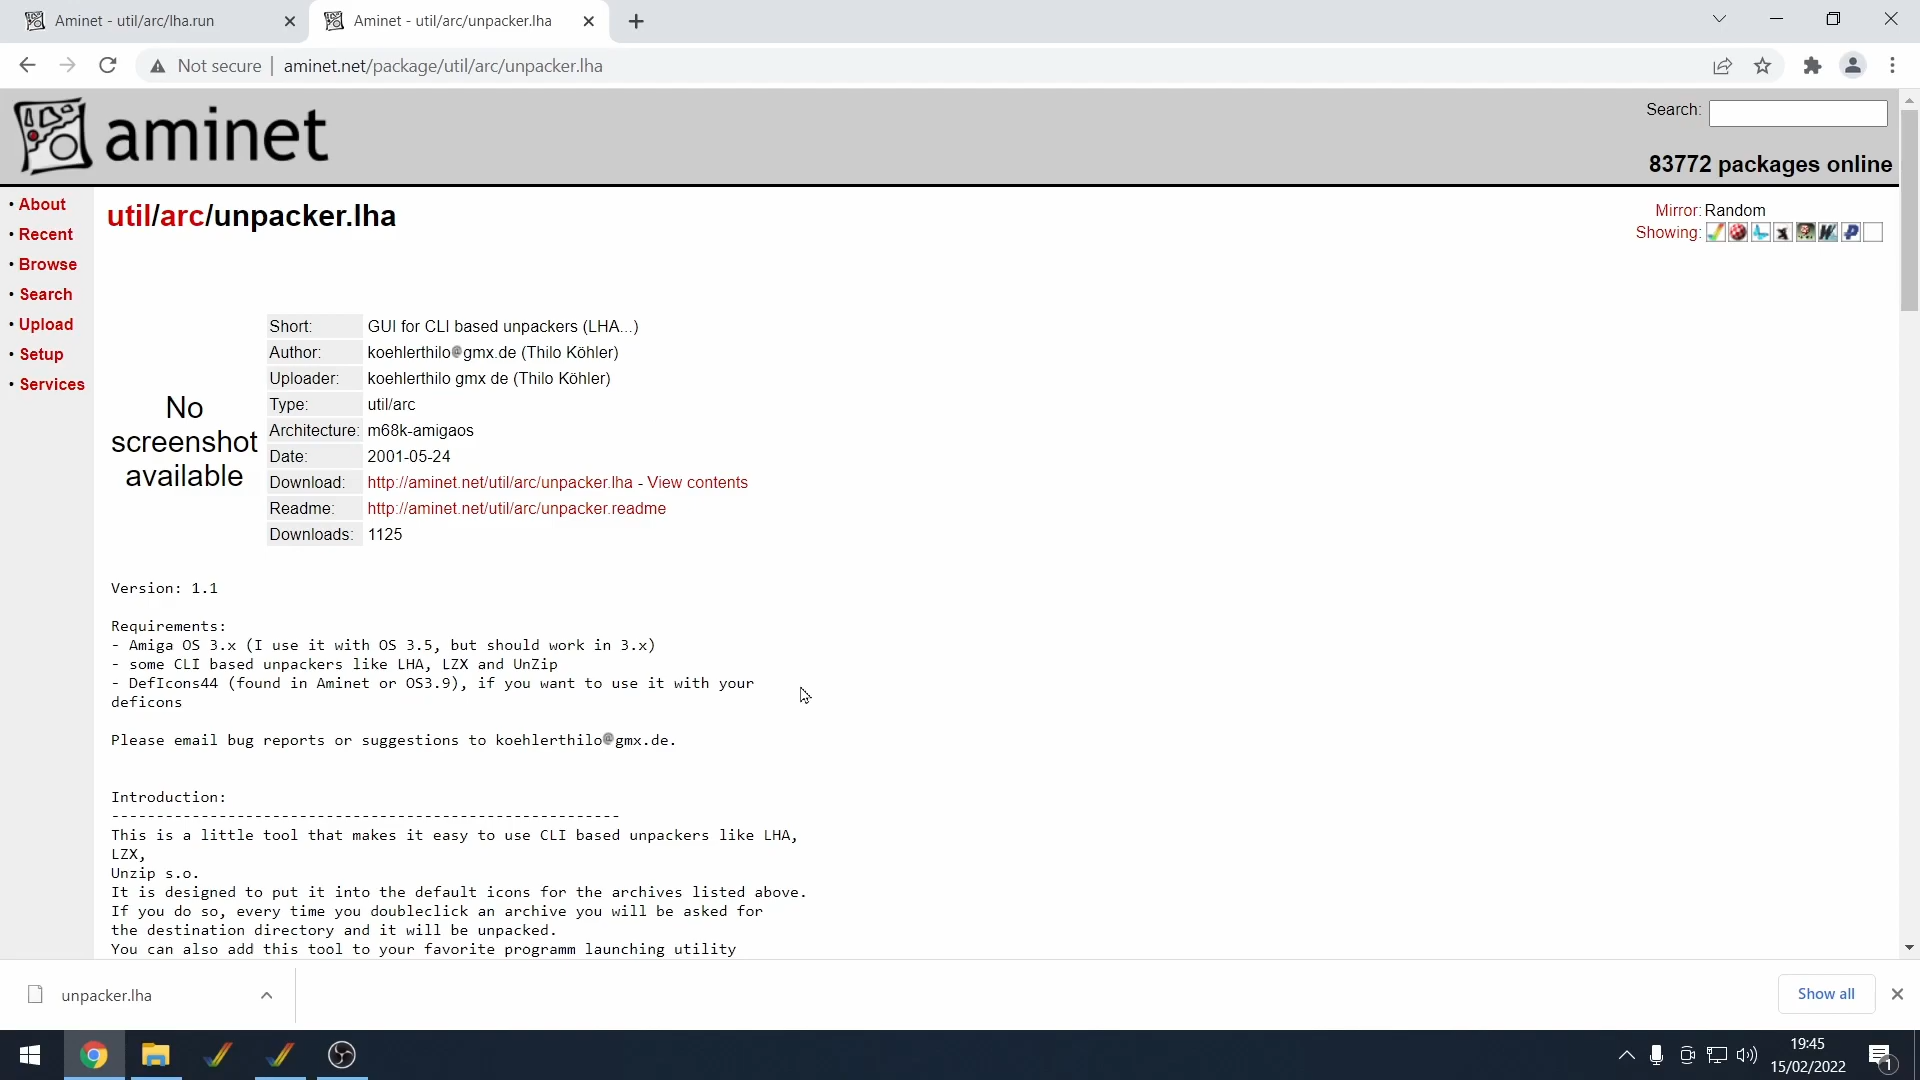 Aminet - util/arc/lha.run
Aminet - util/arc/unpacker.lha
Not secure | aminet.net/package/util/arc/unpacker.lha
aminet
Search:
83772 packages online
• About
• Recent
• Browse
• Search
• Upload
• Setup
• Services
util/arc/unpacker.lha
Mirror: Random
Showing:
No
screenshot
available
Short: GUI for CLI based unpackers (LHA...)
Author: koehlerthilo@gmx.de (Thilo Köhler)
Uploader: koehlerthilo gmx de (Thilo Köhler)
Type: util/arc
Architecture: m68k-amigaos
Date: 2001-05-24
Download: http://aminet.net/util/arc/unpacker.lha - View contents
Readme: http://aminet.net/util/arc/unpacker.readme
Downloads: 1125
Version: 1.1
Requirements:
- Amiga OS 3.x (I use it with OS 3.5, but should work in 3.x)
- some CLI based unpackers like LHA, LZX and UnZip
- DefIcons44 (found in Aminet or OS3.9), if you want to use it with your
deficons
Please email bug reports or suggestions to koehlerthilo@gmx.de.
Introduction:
---------------------------------------------------------
This is a little tool that makes it easy to use CLI based unpackers like LHA,
LZX,
Unzip s.o.
It is designed to put it into the default icons for the archives listed above.
If you do so, every time you doubleclick an archive you will be asked for
the destination directory and it will be unpacked.
You can also add this tool to your favorite programm launching utility
unpacker.lha
Show all
19:45
15/02/2022
1